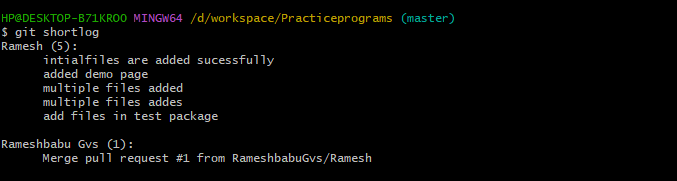 HP@DESKTOP-B71KROO MINGW64 /d/workspace/Practiceprograms (master)
$ git shortlog
Ramesh (5):
      intialfiles are added sucessfully
      added demo page
      multiple files added
      multiple files addes
      add files in test package

Rameshbabu Gvs (1):
      Merge pull request #1 from RameshbabuGvs/Ramesh